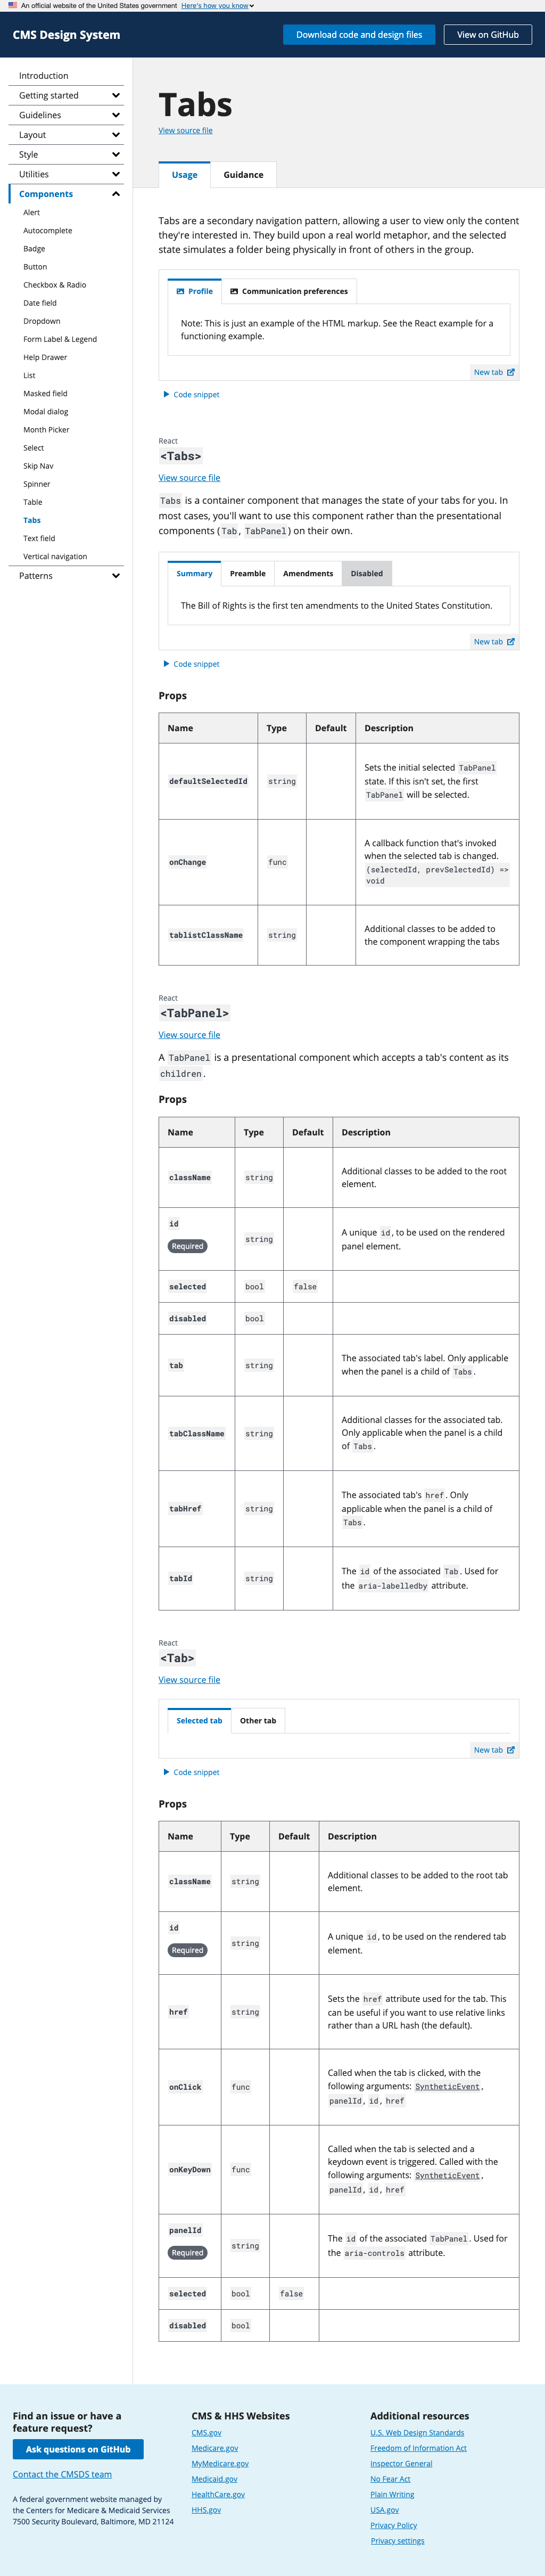 An official website of the United States government Here's how you know
CMS Design System
Download code and design files
View on GitHub
Introduction
Getting started
Guidelines
Layout
Style
Utilities
Components
Alert
Autocomplete
Badge
Button
Checkbox & Radio
Date field
Dropdown
Form Label & Legend
Help Drawer
List
Masked field
Modal dialog
Month Picker
Select
Skip Nav
Spinner
Table
Tabs
Text field
Vertical navigation
Patterns
Tabs
View source file
Usage
Guidance
Tabs are a secondary navigation pattern, allowing a user to view only the content
they're interested in. They build upon a real world metaphor, and the selected
state simulates a folder being physically in front of others in the group.
Profile
Communication preferences
Note: This is just an example of the HTML markup. See the React example for a
functioning example.
New tab
Code snippet
React
<Tabs>
View source file
Tabs is a container component that manages the state of your tabs for you. In
most cases, you'll want to use this component rather than the presentational
components (Tab, TabPanel) on their own.
Summary
Preamble
Amendments
Disabled
The Bill of Rights is the first ten amendments to the United States Constitution.
New tab
Code snippet
Props
Name Type Default Description
defaultSelectedId string
Sets the initial selected TabPanel
state. If this isn't set, the first
TabPanel will be selected.
onChange func
A callback function that's invoked
when the selected tab is changed.
(selectedId, prevSelectedId) =>
void
tablistClassName string
Additional classes to be added to
the component wrapping the tabs
React
<TabPanel>
View source file
A TabPanel is a presentational component which accepts a tab's content as its
children.
Props
Name Type Default Description
className string
Additional classes to be added to the root
element.
id
Required
string
A unique id, to be used on the rendered
panel element.
selected bool false
disabled bool
tab string
The associated tab's label. Only applicable
when the panel is a child of Tabs.
tabClassName string
Additional classes for the associated tab.
Only applicable when the panel is a child
of Tabs.
tabHref string
The associated tab's href. Only
applicable when the panel is a child of
Tabs.
tabId string
The id of the associated Tab. Used for
the aria-labelledby attribute.
React
<Tab>
View source file
Selected tab
Other tab
New tab
Code snippet
Props
Name Type Default Description
className string
Additional classes to be added to the root tab
element.
id
Required
string
A unique id, to be used on the rendered tab
element.
href string
Sets the href attribute used for the tab. This
can be useful if you want to use relative links
rather than a URL hash (the default).
onClick func
Called when the tab is clicked, with the
following arguments: SyntheticEvent,
panelId, id, href
onKeyDown func
Called when the tab is selected and a
keydown event is triggered. Called with the
following arguments: SyntheticEvent,
panelId, id, href
panelId
Required
string
The id of the associated TabPanel. Used for
the aria-controls attribute.
selected bool false
disabled bool
Find an issue or have a
feature request?
Ask questions on GitHub
Contact the CMSDS team
A federal government website managed by
the Centers for Medicare & Medicaid Services
7500 Security Boulevard, Baltimore, MD 21124
CMS & HHS Websites
CMS.gov
Medicare.gov
MyMedicare.gov
Medicaid.gov
HealthCare.gov
HHS.gov
Additional resources
U.S. Web Design Standards
Freedom of Information Act
Inspector General
No Fear Act
Plain Writing
USA.gov
Privacy Policy
Privacy settings